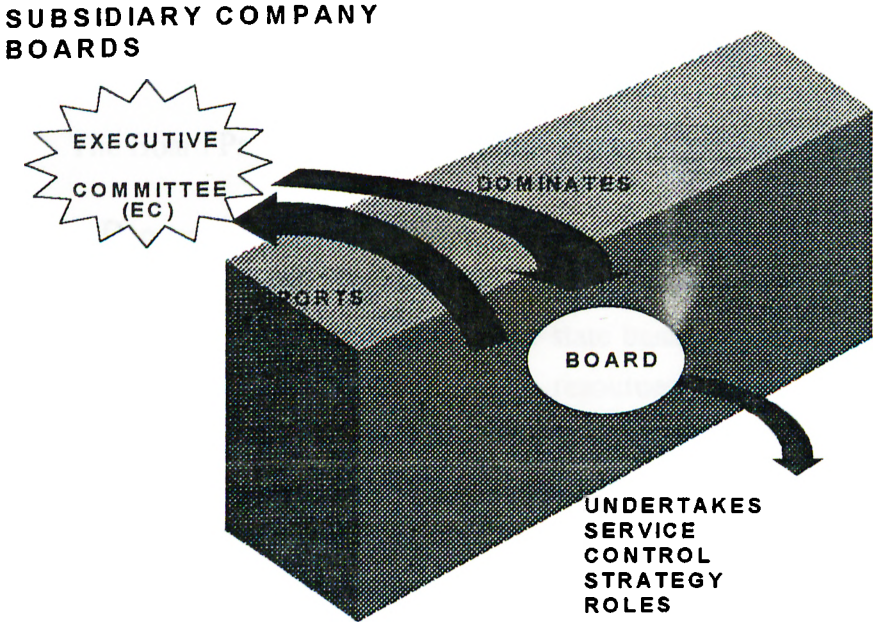 SUBSIDIARY COMPANY
BOARDS
EXECUTIVE
COMMITTEE
(EC)
DOMINATES
BOARD
UNDERTAKES
SERVICE
CONTROL
STRATEGY
ROLES